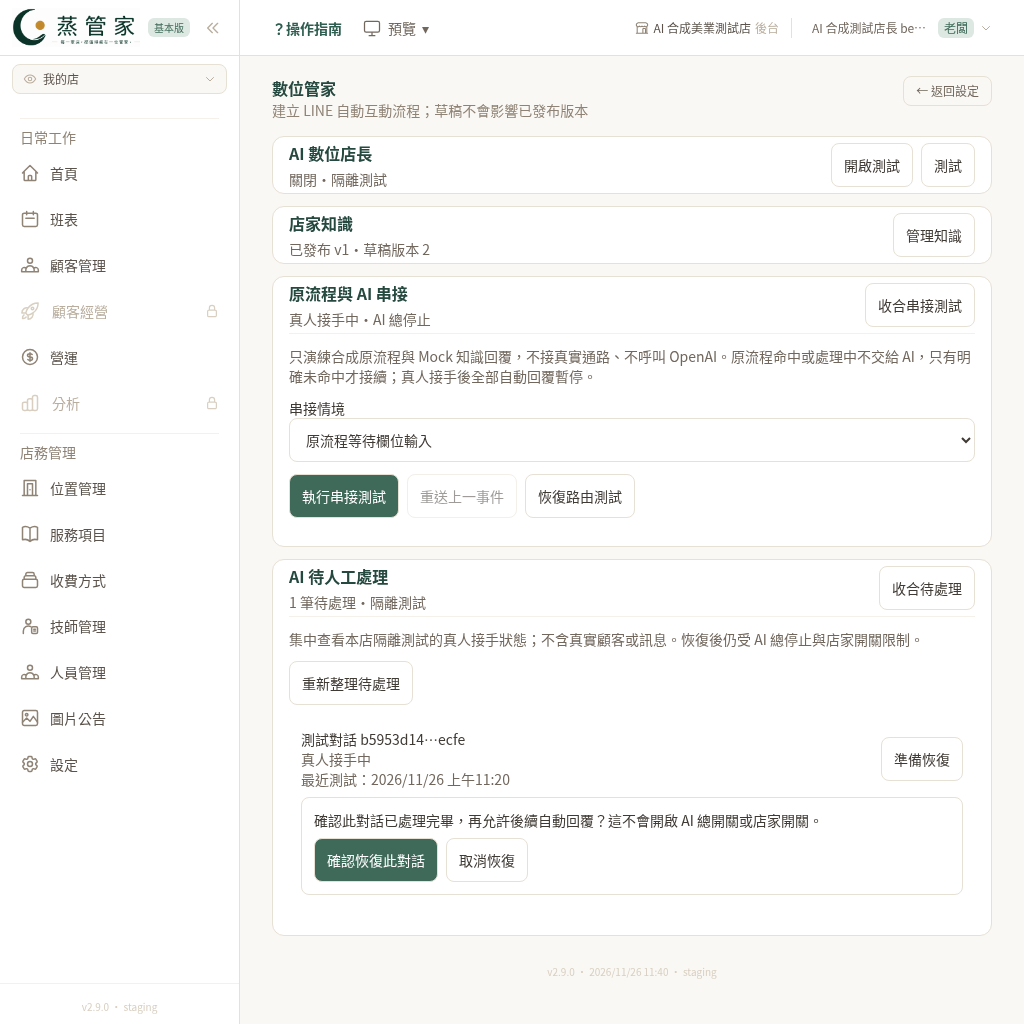 蒸管家
基本版
我的店
日常工作
首頁
班表
顧客管理
顧客經營
營運
分析
店務管理
位置管理
服務項目
收費方式
技師管理
人員管理
圖片公告
設定
v2.9.0 · staging
？操作指南
預覽 ▾
AI 合成美業測試店 後台
AI 合成測試店長 be…
老闆
數位管家
建立 LINE 自動互動流程；草稿不會影響已發布版本
← 返回設定
AI 數位店長
關閉・隔離測試
開啟測試
測試
店家知識
已發布 v1・草稿版本 2
管理知識
原流程與 AI 串接
真人接手中・AI 總停止
收合串接測試
只演練合成原流程與 Mock 知識回覆，不接真實通路、不呼叫 OpenAI。原流程命中或處理中不交給 AI，只有明
確未命中才接續；真人接手後全部自動回覆暫停。
串接情境
原流程等待欄位輸入
執行串接測試
重送上一事件
恢復路由測試
AI 待人工處理
1 筆待處理・隔離測試
收合待處理
集中查看本店隔離測試的真人接手狀態；不含真實顧客或訊息。恢復後仍受 AI 總停止與店家開關限制。
重新整理待處理
測試對話 b5953d14…ecfe
真人接手中
最近測試：2026/11/26 上午11:20
準備恢復
確認此對話已處理完畢，再允許後續自動回覆？這不會開啟 AI 總開關或店家開關。
確認恢復此對話
取消恢復
v2.9.0 · 2026/11/26 11:40 · staging